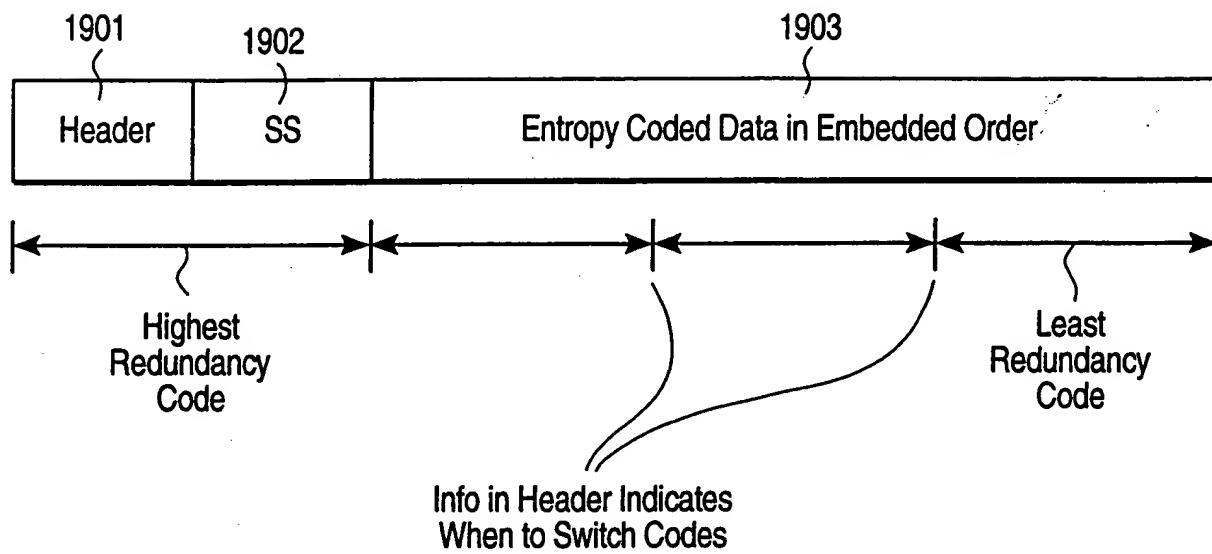 1901
1902
1903
Header
SS
Entropy Coded Data in Embedded Order
Highest
Redundancy
Code
Least
Redundancy
Code
Info in Header Indicates
When to Switch Codes